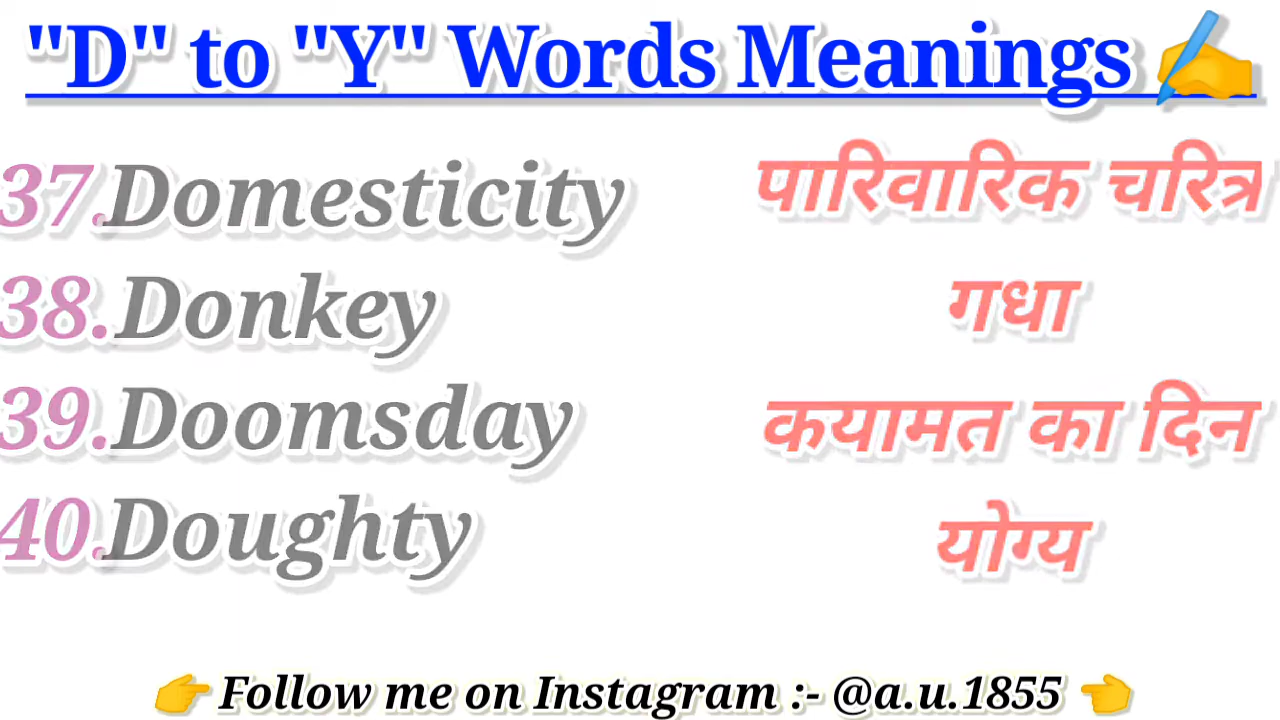 "D" to "Y" Words Meanings ✍️
37.Domesticity पारिवारिक चरित्र
38.Donkey गधा
39.Doomsday कयामत का दिन
40.Doughty योग्य
👉 Follow me on Instagram :- @a.u.1855 👈